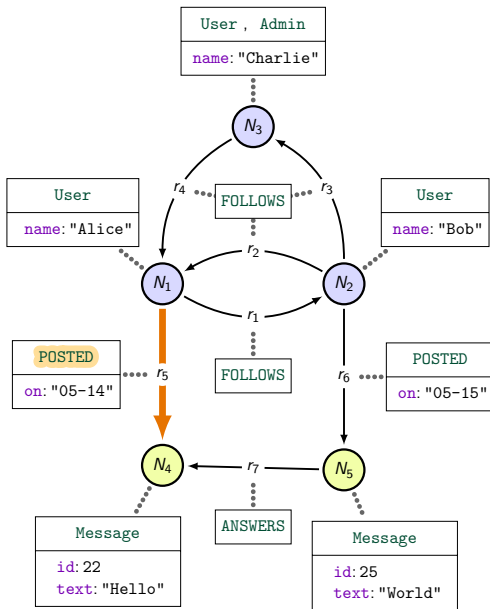 User , Admin
name: "Charlie"
N3
r4
r3
FOLLOWS
User
name: "Alice"
User
name: "Bob"
r2
N1
N2
r1
POSTED
on: "05-14"
r5
FOLLOWS
r6
POSTED
on: "05-15"
N4
r7
N5
Message
id: 22
text: "Hello"
ANSWERS
Message
id: 25
text: "World"